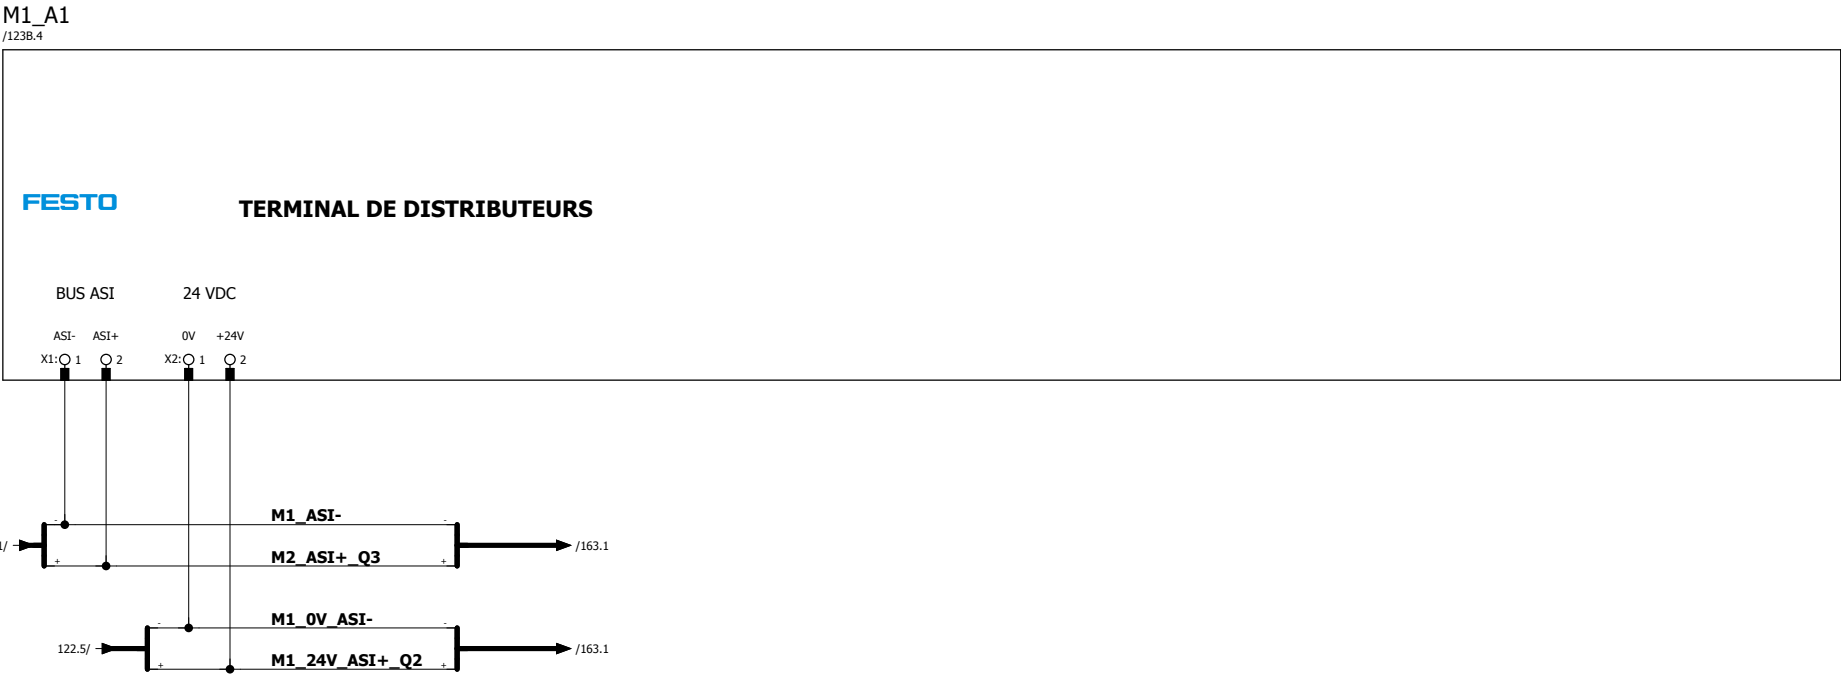 M1_A1
/123B.4
FESTO
TERMINAL DE DISTRIBUTEURS
BUS ASI 24 VDC
ASI- ASI+ 0V +24V
X1: 1 2 X2: 1 2
- M1_ASI- -
/163.1
+ M2_ASI+_Q3 +
- M1_0V_ASI- -
122.5/ /163.1
+ M1_24V_ASI+_Q2 +